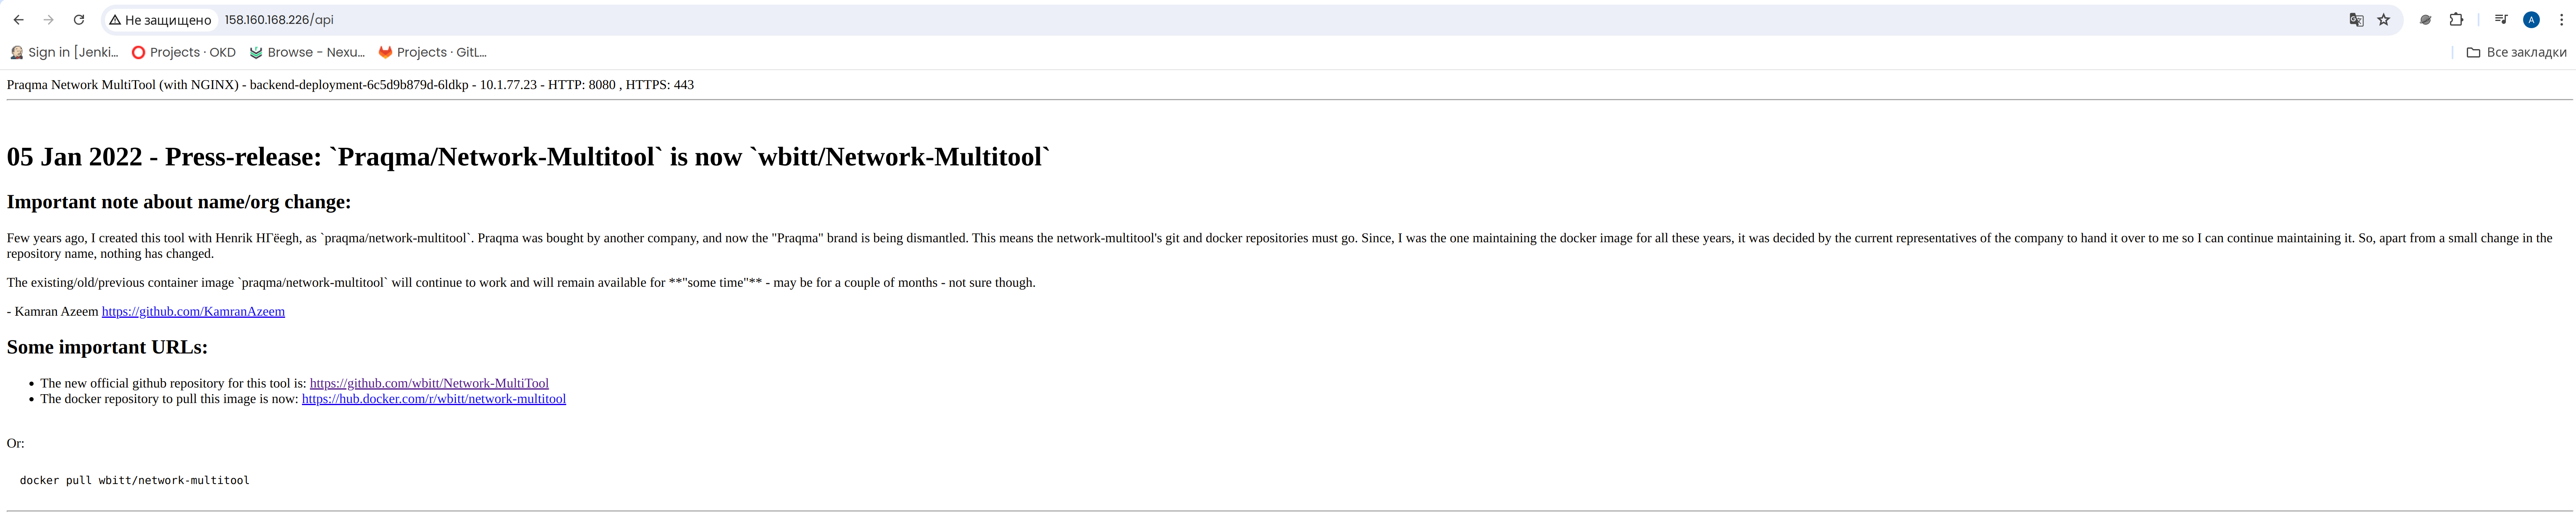 Не защищено 158.160.168.226/api
A
Sign in [Jenki... Projects · OKD Browse - Nexu... Projects · GitL... Все закладки
Praqma Network MultiTool (with NGINX) - backend-deployment-6c5d9b879d-6ldkp - 10.1.77.23 - HTTP: 8080 , HTTPS: 443
05 Jan 2022 - Press-release: `Praqma/Network-Multitool` is now `wbitt/Network-Multitool`
Important note about name/org change:
Few years ago, I created this tool with Henrik HГёegh, as `praqma/network-multitool`. Praqma was bought by another company, and now the "Praqma" brand is being dismantled. This means the network-multitool's git and docker repositories must go. Since, I was the one maintaining the docker image for all these years, it was decided by the current representatives of the company to hand it over to me so I can continue maintaining it. So, apart from a small change in the
repository name, nothing has changed.
The existing/old/previous container image `praqma/network-multitool` will continue to work and will remain available for **"some time"** - may be for a couple of months - not sure though.
- Kamran Azeem https://github.com/KamranAzeem
Some important URLs:
• The new official github repository for this tool is: https://github.com/wbitt/Network-MultiTool
• The docker repository to pull this image is now: https://hub.docker.com/r/wbitt/network-multitool
Or:
docker pull wbitt/network-multitool